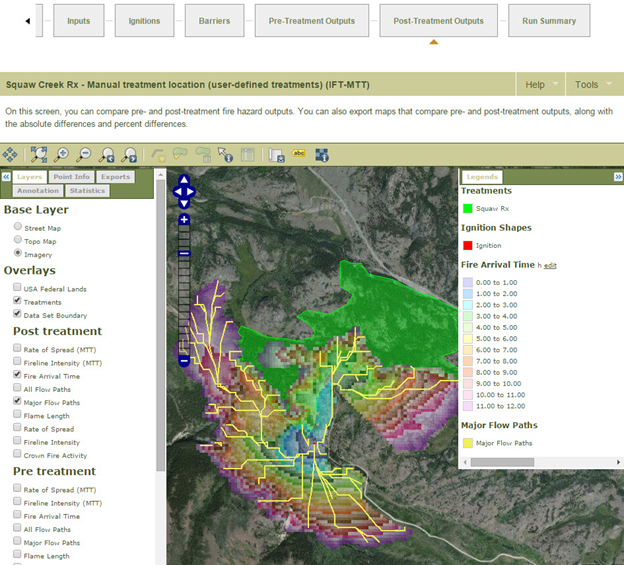 Inputs
Ignitions
Barriers
Pre-Treatment Outputs
Post-Treatment Outputs
Run Summary
Squaw Creek Rx - Manual treatment location (user-defined treatments) (IFT-MTT)
Help
Tools
On this screen, you can compare pre- and post-treatment fire hazard outputs. You can also export maps that compare pre- and post-treatment outputs, along with
the absolute differences and percent differences.
abc
Layers
Point Info
Exports
Annotation
Statistics
Base Layer
Street Map
Topo Map
Imagery
Overlays
USA Federal Lands
Treatments
Data Set Boundary
Post treatment
Rate of Spread (MTT)
Fireline Intensity (MTT)
Fire Arrival Time
All Flow Paths
Major Flow Paths
Flame Length
Rate of Spread
Fireline Intensity
Crown Fire Activity
Pre treatment
Rate of Spread (MTT)
Fireline Intensity (MTT)
Fire Arrival Time
All Flow Paths
Major Flow Paths
Flame Length
Legends
Treatments
Squaw Rx
Ignition Shapes
Ignition
Fire Arrival Time h edit
0.00 to 1.00
1.00 to 2.00
2.00 to 3.00
3.00 to 4.00
4.00 to 5.00
5.00 to 6.00
6.00 to 7.00
7.00 to 8.00
8.00 to 9.00
9.00 to 10.00
10.00 to 11.00
11.00 to 12.00
Major Flow Paths
Major Flow Paths